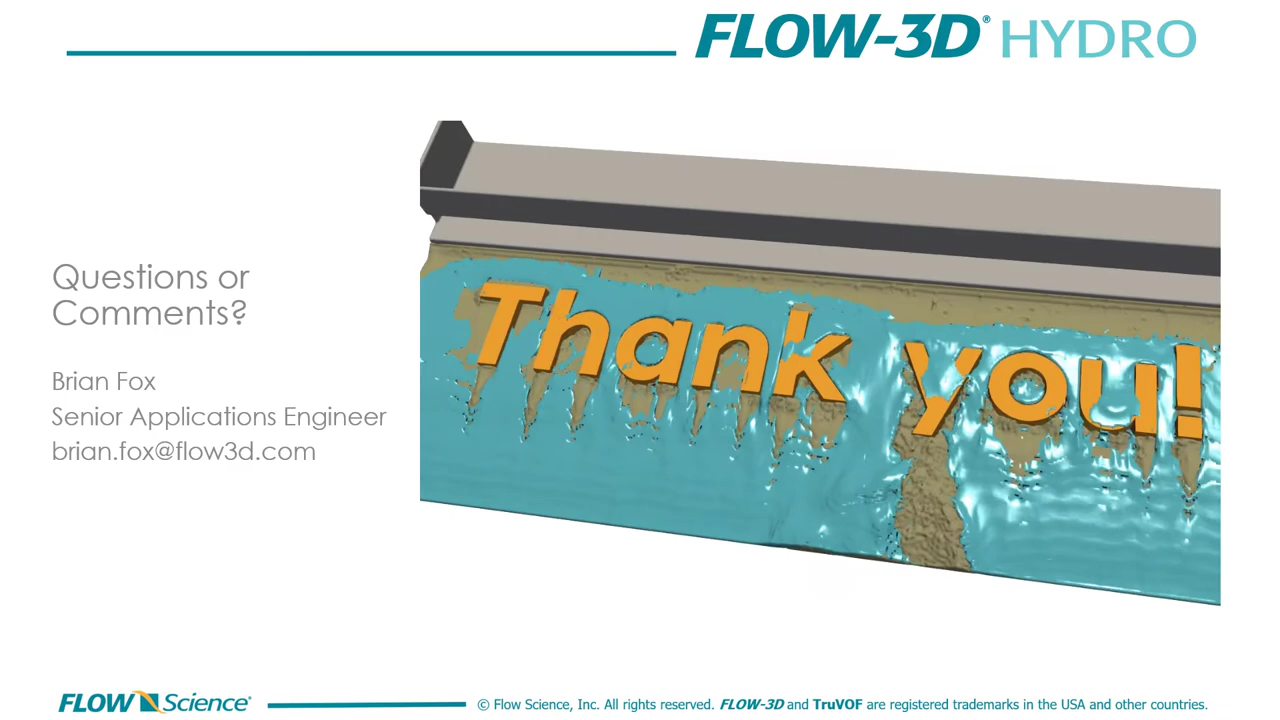 FLOW-3D® HYDRO
Thank you!
Questions or
Comments?
Brian Fox
Senior Applications Engineer
brian.fox@flow3d.com
FLOW Science®
© Flow Science, Inc. All rights reserved. FLOW-3D and TruVOF are registered trademarks in the USA and other countries.